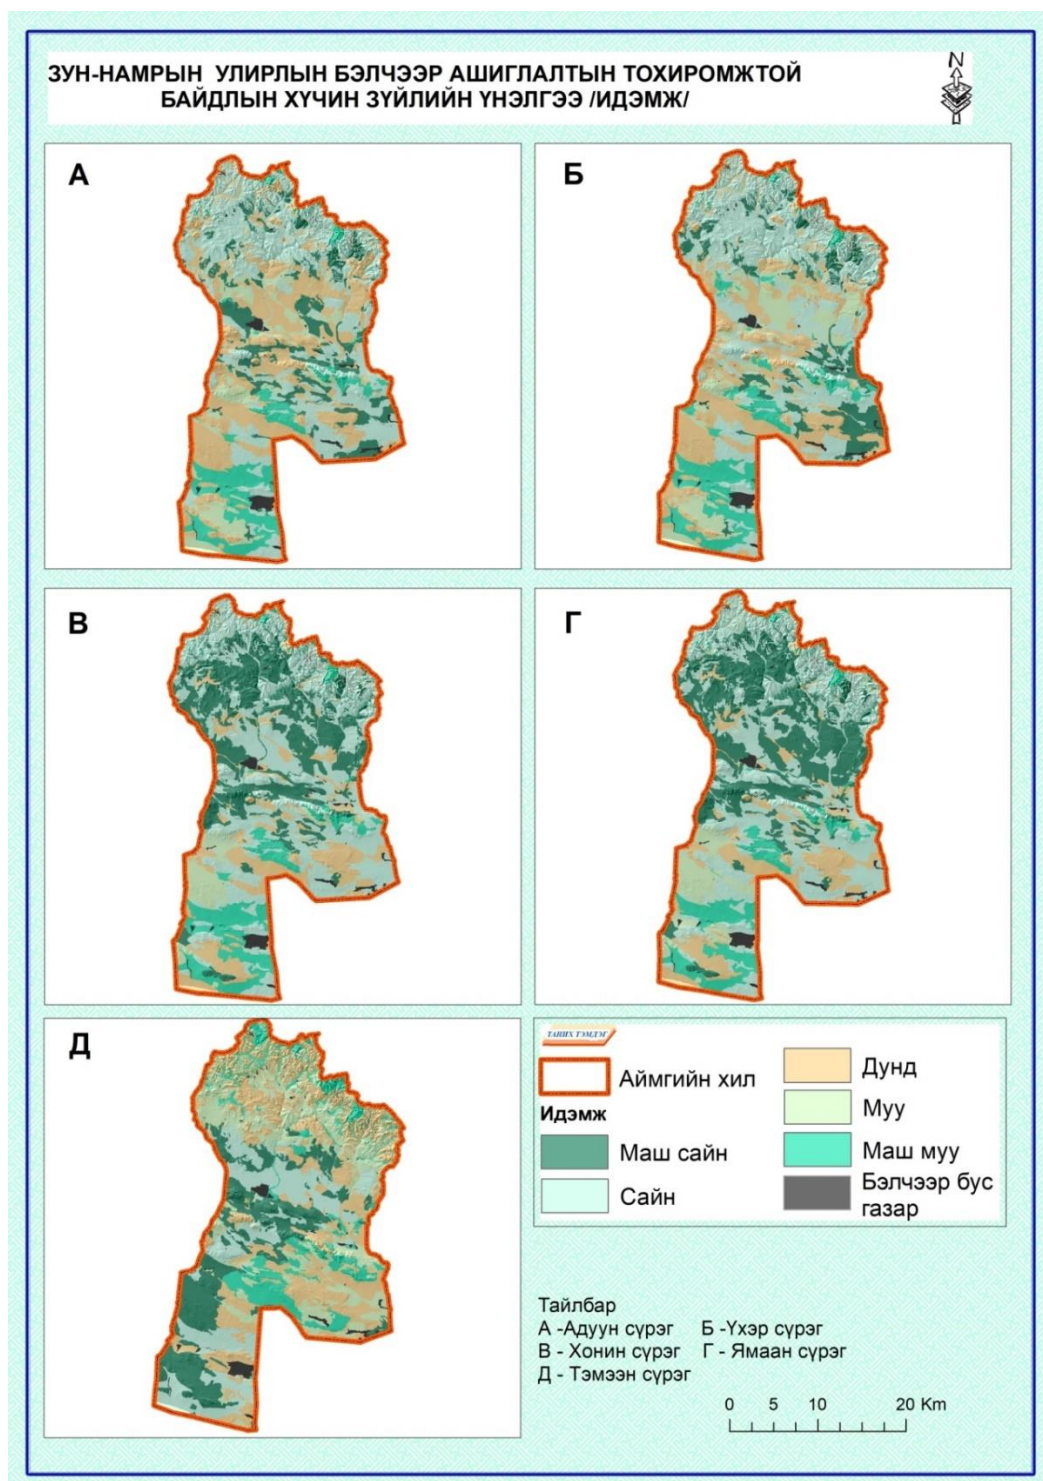 ЗУН-НАМРЫН УЛИРЛЫН БЭЛЧЭЭР АШИГЛАЛТЫН ТОХИРОМЖТОЙ
БАЙДЛЫН ХҮЧИН ЗҮЙЛИЙН ҮНЭЛГЭЭ /ИДЭМЖ/
N
А
Б
В
Г
Д
ТАНИХ ТЭМДЭГ
Аймгийн хил
Идэмж
Маш сайн
Сайн
Дунд
Муу
Маш муу
Бэлчээр бус
газар
Тайлбар
А -Адуун сүрэг Б -Үхэр сүрэг
В - Хонин сүрэг Г - Ямаан сүрэг
Д - Тэмээн сүрэг
0 5 10 20 Km